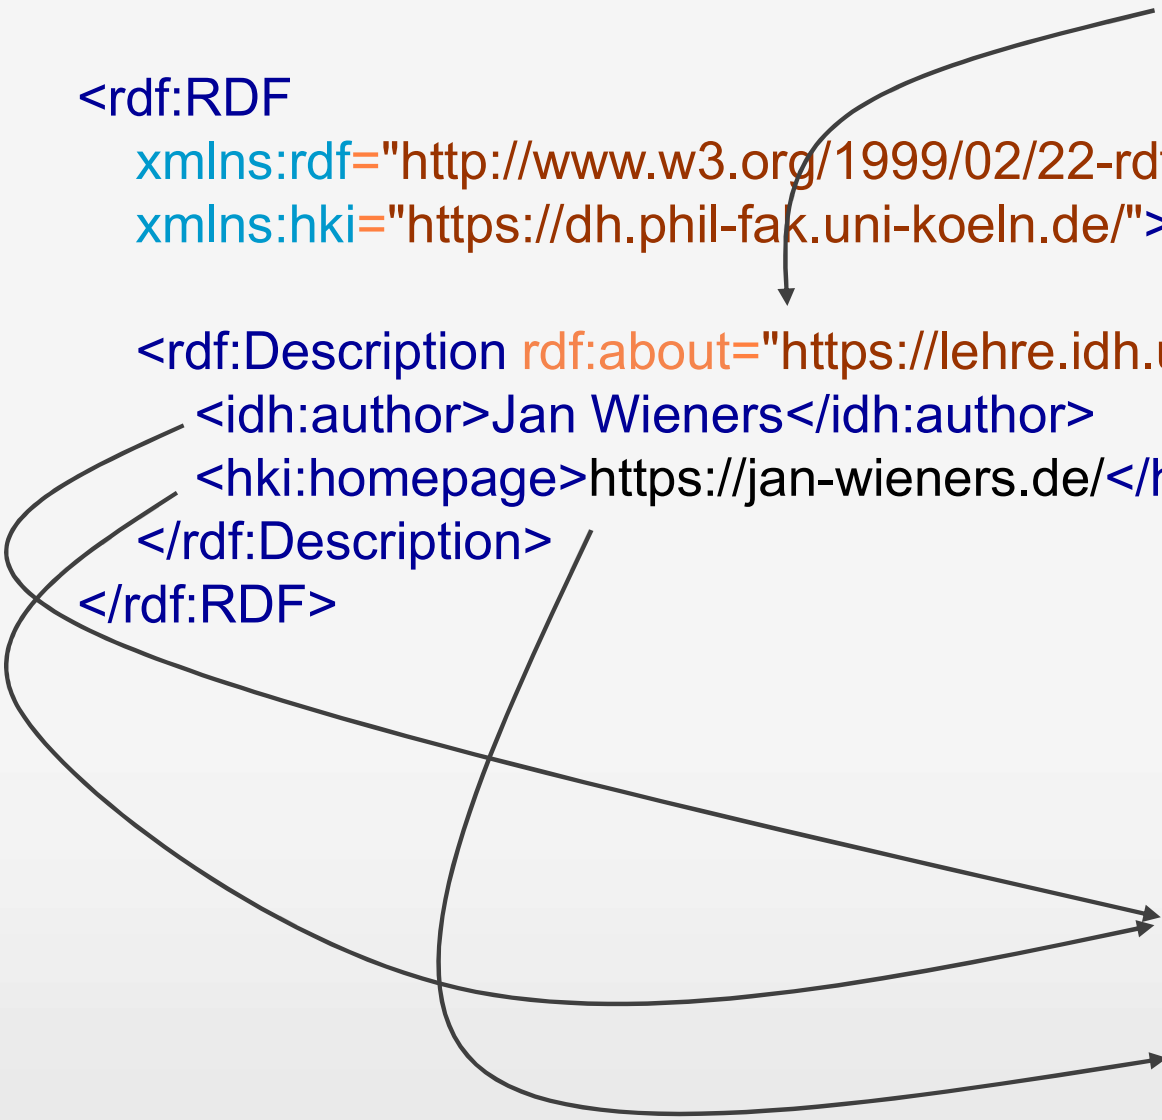 <rdf:RDF
xmlns:rdf="http://www.w3.org/1999/02/22-rd
xmlns:hki="https://dh.phil-fak.uni-koeln.de/">
<rdf:Description rdf:about="https://lehre.idh.
<idh:author>Jan Wieners</idh:author>
<hki:homepage>https://jan-wieners.de/</h
</rdf:Description>
</rdf:RDF>